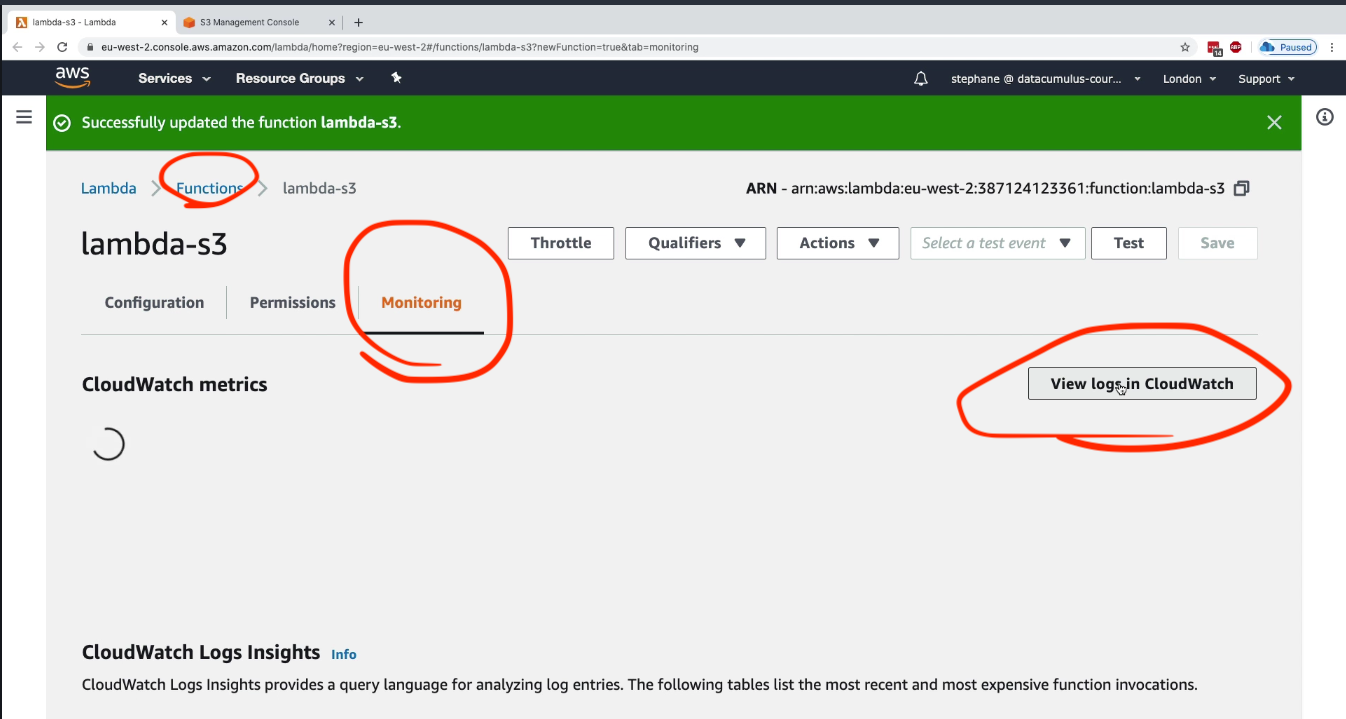 lambda-s3 - Lambda
S3 Management Console
eu-west-2.console.aws.amazon.com/lambda/home?region=eu-west-2#/functions/lambda-s3?newFunction=true&tab=monitoring
14
ABP
Paused
aws
Services
Resource Groups
stephane @ datacumulus-cour...
London
Support
Successfully updated the function lambda-s3.
Lambda
Functions
lambda-s3
ARN - arn:aws:lambda:eu-west-2:387124123361:function:lambda-s3
lambda-s3
Throttle
Qualifiers
Actions
Select a test event
Test
Save
Configuration
Permissions
Monitoring
CloudWatch metrics
View logs in CloudWatch
CloudWatch Logs Insights Info
CloudWatch Logs Insights provides a query language for analyzing log entries. The following tables list the most recent and most expensive function invocations.